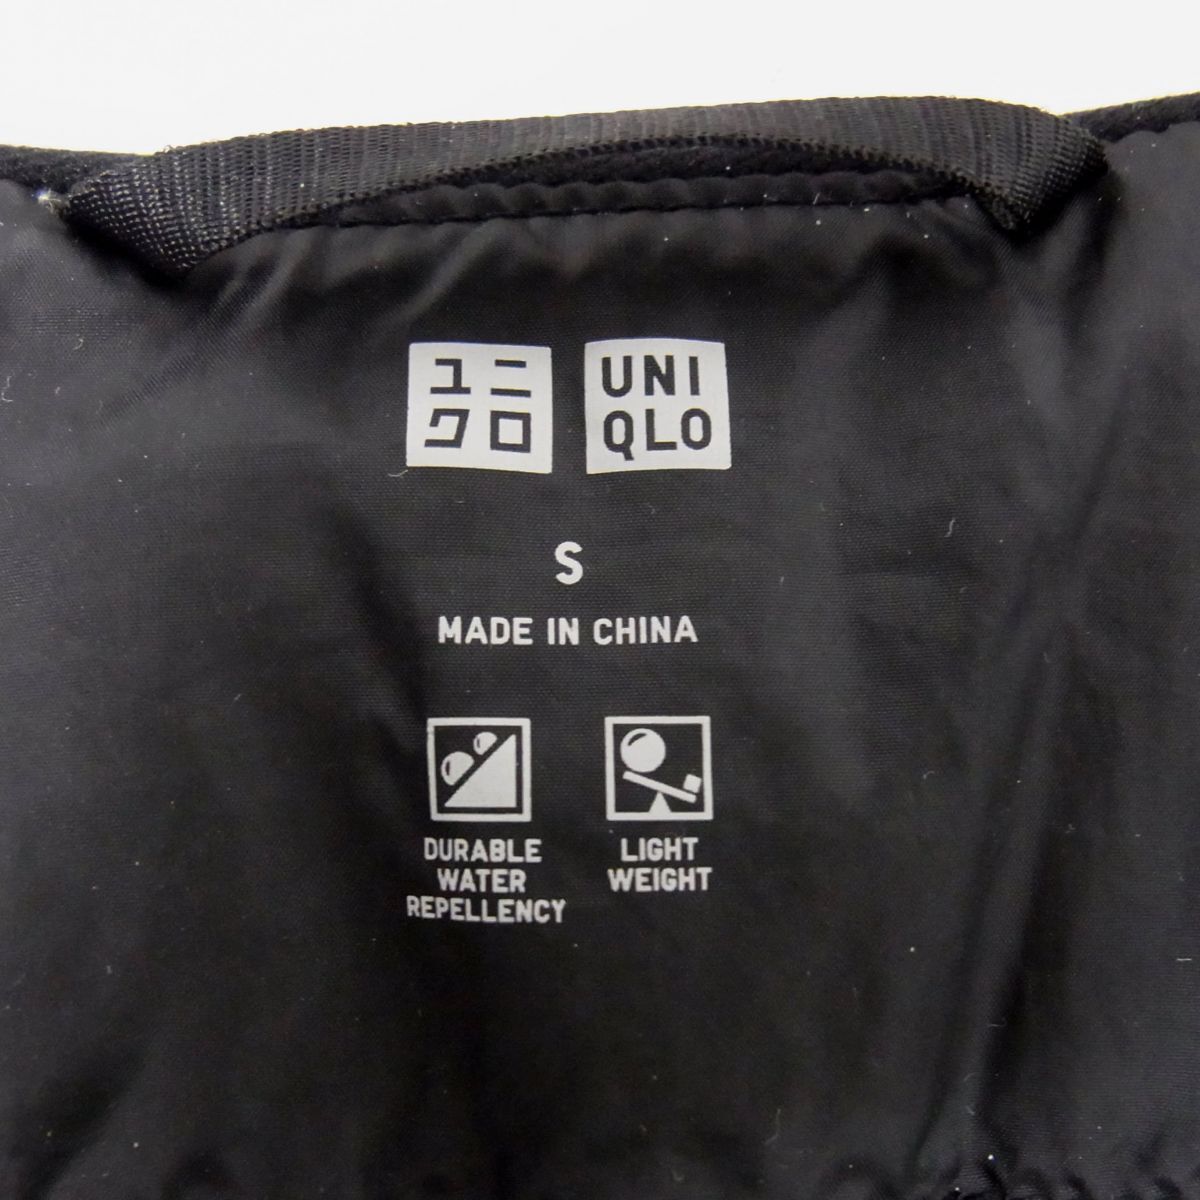 ユニ
クロ
UNI
QLO
S
MADE IN CHINA
DURABLE
WATER
REPELLENCY
LIGHT
WEIGHT